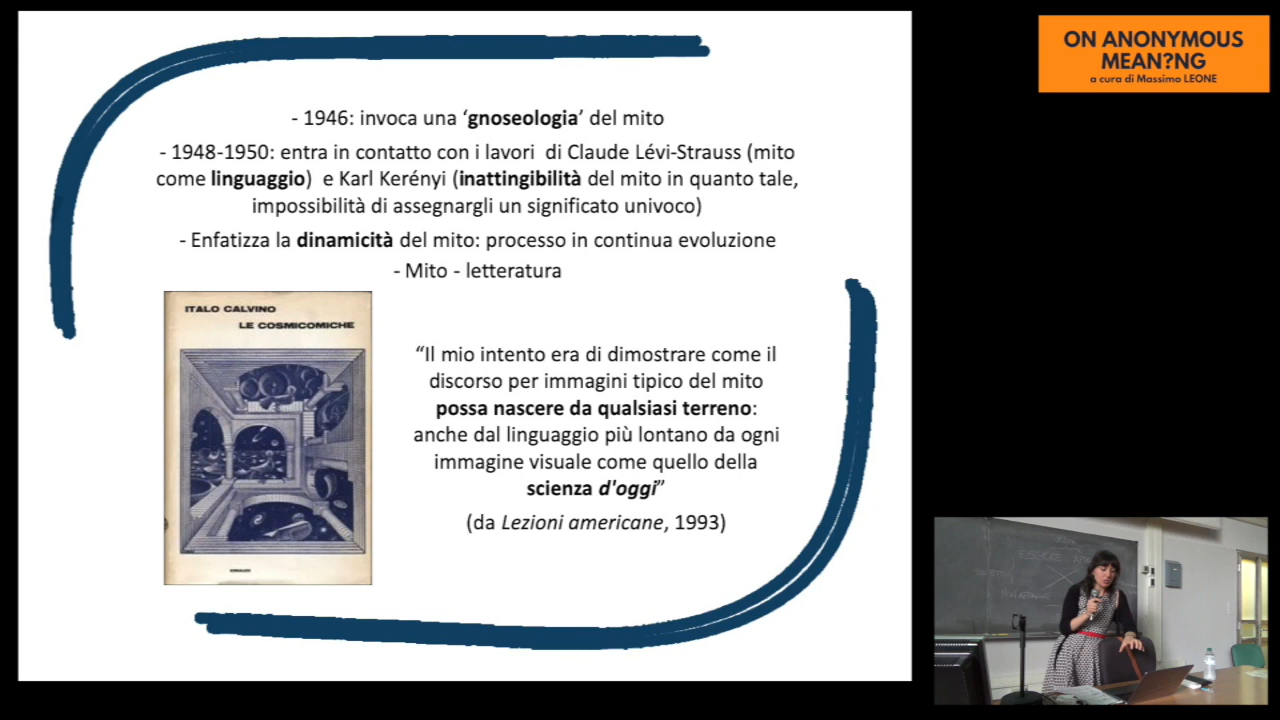 ON ANONYMOUS
MEAN?NG
a cura di Massimo LEONE
- 1946: invoca una ‘gnoseologia’ del mito
- 1948-1950: entra in contatto con i lavori di Claude Lévi-Strauss (mito
come linguaggio) e Karl Kerényi (inattingibilità del mito in quanto tale,
impossibilità di assegnargli un significato univoco)
- Enfatizza la dinamicità del mito: processo in continua evoluzione
- Mito - letteratura
ITALO CALVINO
LE COSMICOMICHE
“Il mio intento era di dimostrare come il
discorso per immagini tipico del mito
possa nascere da qualsiasi terreno:
anche dal linguaggio più lontano da ogni
immagine visuale come quello della
scienza d'oggi”
(da Lezioni americane, 1993)